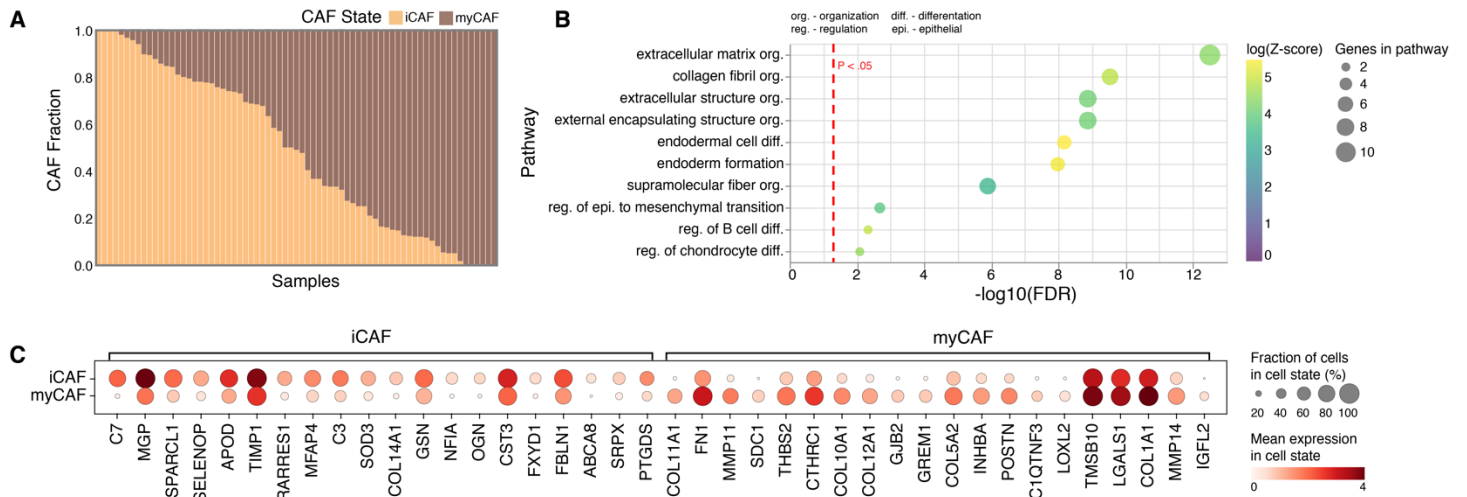 A
CAF State iCAF myCAF
CAF Fraction
1.0
0.8
0.6
0.4
0.2
0.0
Samples
B
org. - organization diff. - differentation
reg. - regulation epi. - epithelial
Pathway
extracellular matrix org.
collagen fibril org.
extracellular structure org.
external encapsulating structure org.
endodermal cell diff.
endoderm formation
supramolecular fiber org.
reg. of epi. to mesenchymal transition
reg. of B cell diff.
reg. of chondrocyte diff.
P < .05
0 2 4 6 8 10 12
-log10(FDR)
log(Z-score)
5
4
3
2
1
0
Genes in pathway
2
4
6
8
10
C
iCAF myCAF
iCAF
myCAF
C7 MGP SPARCL1 SELENOP APOD TIMP1 RARRES1 MFAP4 C3 SOD3 COL14A1 GSN NFIA OGN CST3 FXYD1 FBLN1 ABCA8 SRPX PTGDS COL11A1 FN1 MMP11 SDC1 THBS2 CTHRC1 COL10A1 COL12A1 GJB2 GREM1 COL5A2 INHBA POSTN C1QTNF3 LOXL2 TMSB10 LGALS1 COL1A1 MMP14 IGFL2
Fraction of cells
in cell state (%)
20 40 60 80 100
Mean expression
in cell state
0 4